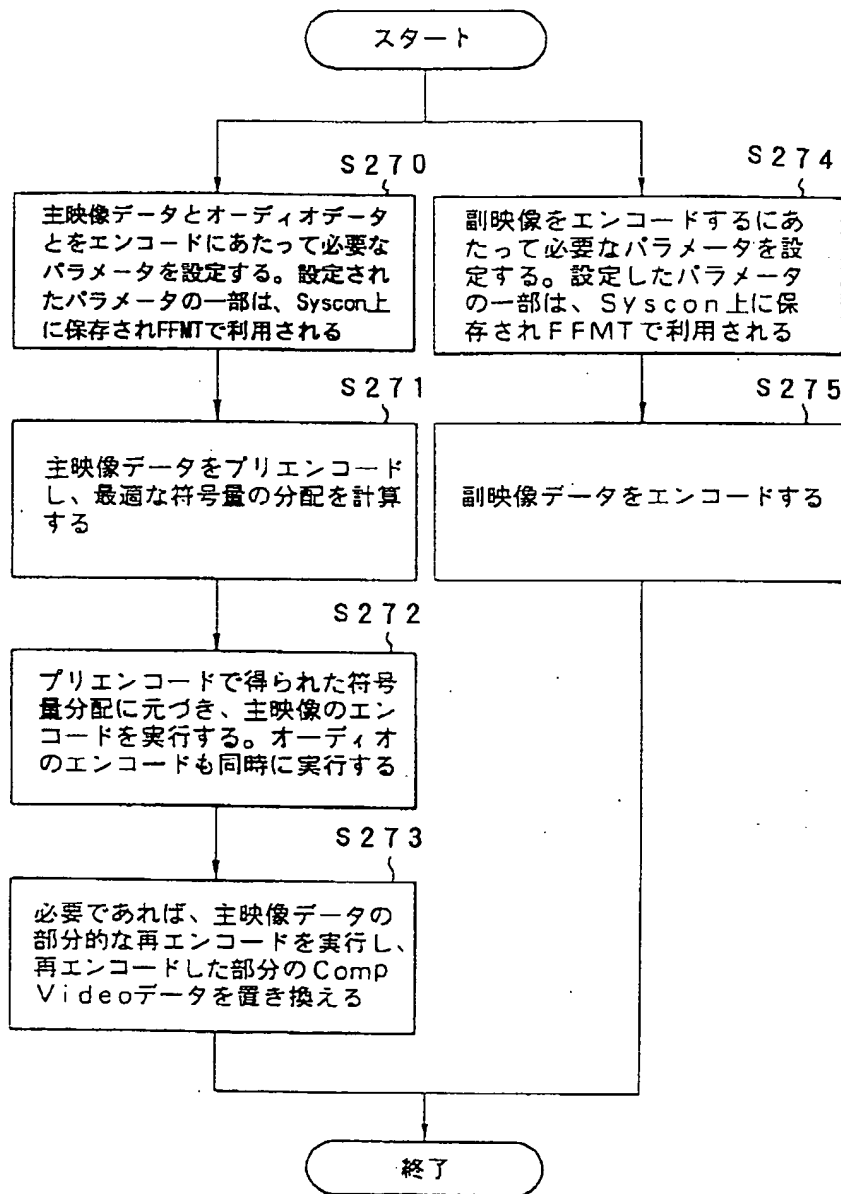 スタート
S270
主映像データとオーディオデータ
とをエンコードにあたって必要な
パラメータを設定する。設定され
たパラメータの一部は、Syscon上
に保存されFFMTで利用される
S271
主映像データをプリエンコード
し、最適な符号量の分配を計算
する
S272
プリエンコードで得られた符号
量分配に元づき、主映像のエン
コードを実行する。オーディオ
のエンコードも同時に実行する
S273
必要であれば、主映像データの
部分的な再エンコードを実行し、
再エンコードした部分のComp
Videoデータを置き換える
S274
副映像をエンコードするにあ
たって必要なパラメータを設
定する。設定したパラメータ
の一部は、Syscon上に保
存されFFMTで利用される
S275
副映像データをエンコードする
終了